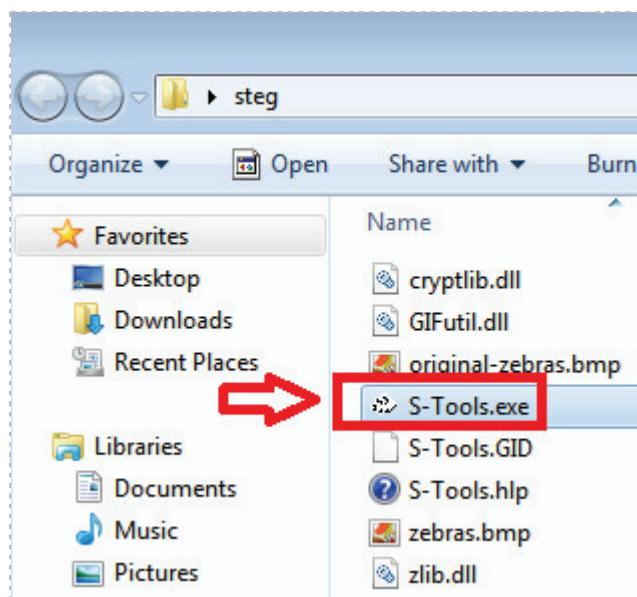 steg
Organize Open Share with Burn
Favorites
Desktop
Downloads
Recent Places
Libraries
Documents
Music
Pictures
Name
cryptlib.dll
GIFutil.dll
original-zebras.bmp
S-Tools.exe
S-Tools.GID
S-Tools.hlp
zebras.bmp
zlib.dll